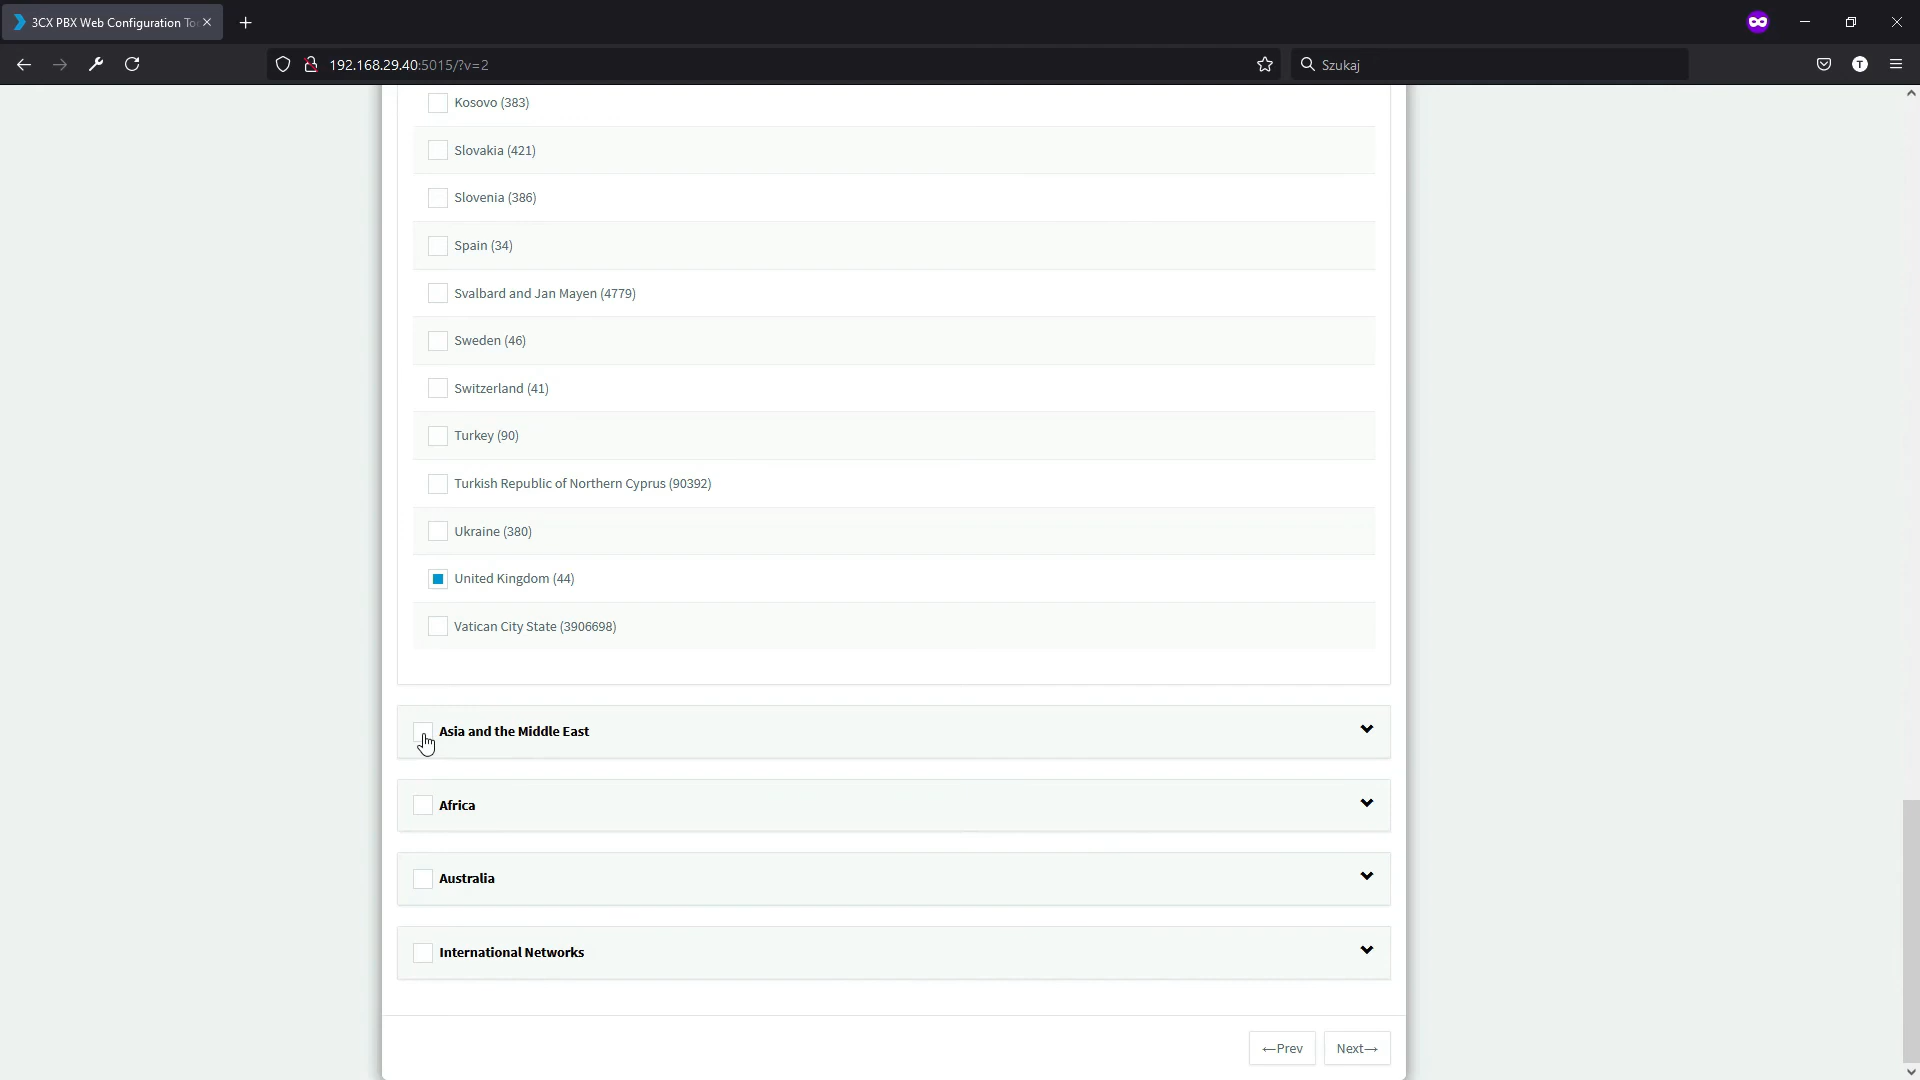 3CX PBX Web Configuration To
192.168.29.40:5015/?v=2
Szukaj
T
Kosovo (383)
Slovakia (421)
Slovenia (386)
Spain (34)
Svalbard and Jan Mayen (4779)
Sweden (46)
Switzerland (41)
Turkey (90)
Turkish Republic of Northern Cyprus (90392)
Ukraine (380)
United Kingdom (44)
Vatican City State (3906698)
Asia and the Middle East
Africa
Australia
International Networks
←Prev
Next→